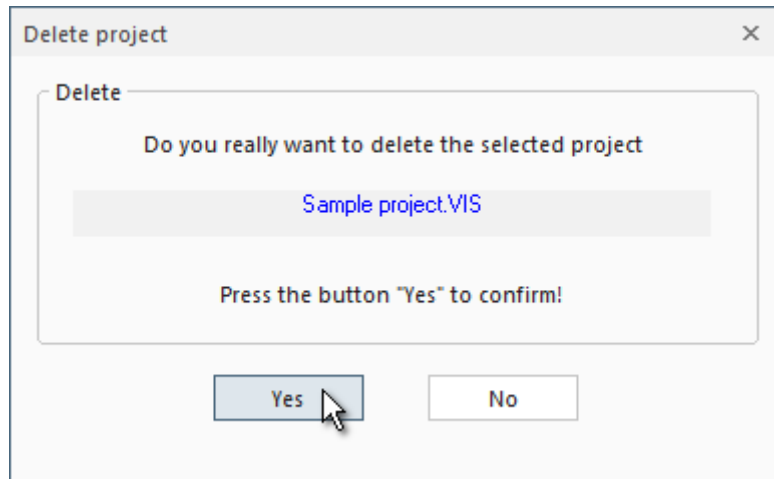 Delete project
Delete
Do you really want to delete the selected project
Sample project.VIS
Press the button "Yes" to confirm!
Yes
No